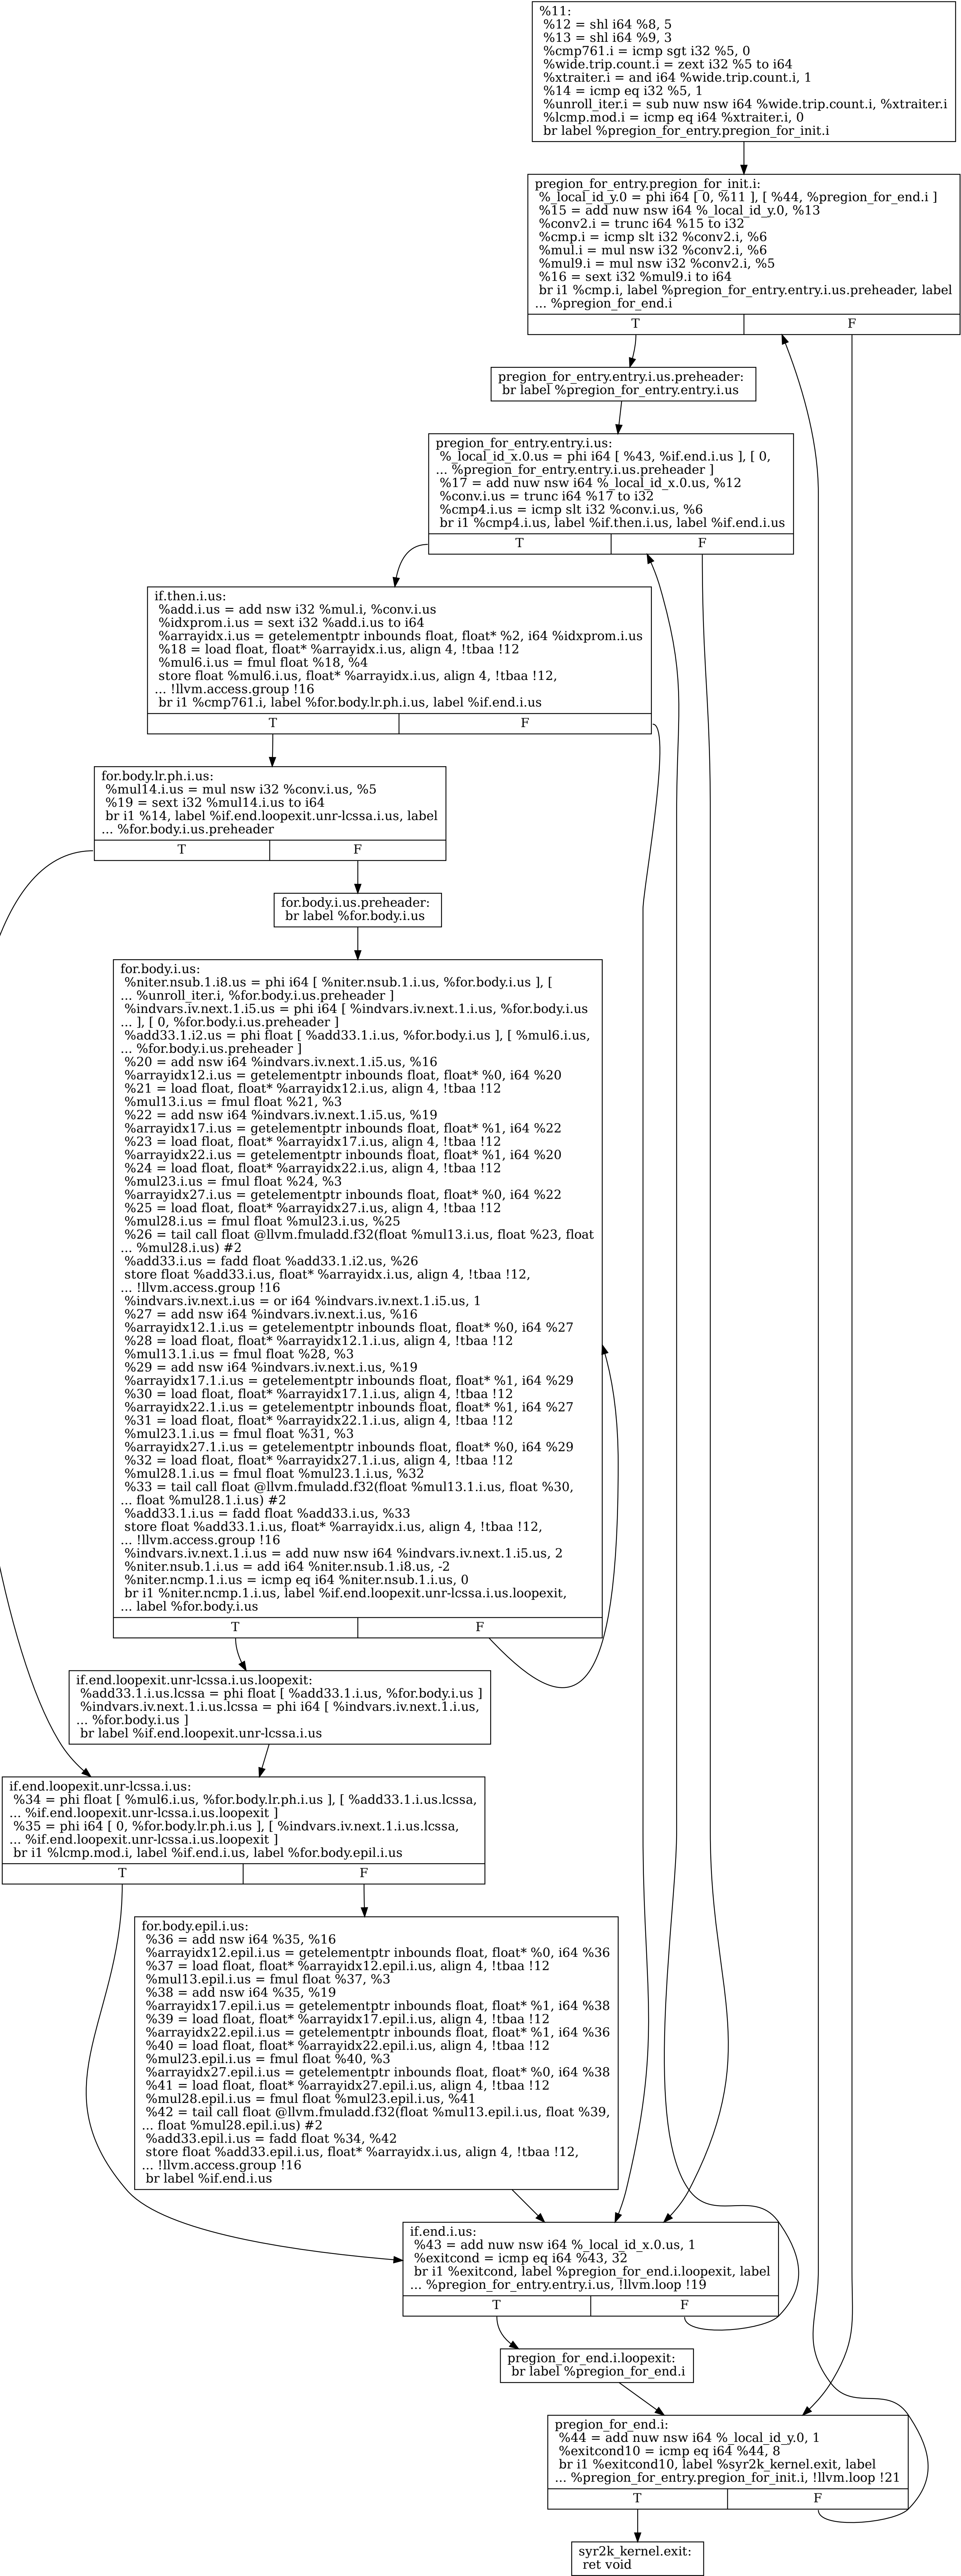 %11:
%12 = shl i64 %8, 5
%13 = shl i64 %9, 3
%cmp761.i = icmp sgt i32 %5, 0
%wide.trip.count.i = zext i32 %5 to i64
%xtraiter.i = and i64 %wide.trip.count.i, 1
%14 = icmp eq i32 %5, 1
%unroll_iter.i = sub nuw nsw i64 %wide.trip.count.i, %xtraiter.i
%lcmp.mod.i = icmp eq i64 %xtraiter.i, 0
br label %pregion_for_entry.pregion_for_init.i
pregion_for_entry.pregion_for_init.i:
%_local_id_y.0 = phi i64 [ 0, %11 ], [ %44, %pregion_for_end.i ]
%15 = add nuw nsw i64 %_local_id_y.0, %13
%conv2.i = trunc i64 %15 to i32
%cmp.i = icmp slt i32 %conv2.i, %6
%mul.i = mul nsw i32 %conv2.i, %6
%mul9.i = mul nsw i32 %conv2.i, %5
%16 = sext i32 %mul9.i to i64
br i1 %cmp.i, label %pregion_for_entry.entry.i.us.preheader, label
... %pregion_for_end.i
T F
pregion_for_entry.entry.i.us.preheader:
br label %pregion_for_entry.entry.i.us
pregion_for_entry.entry.i.us:
%_local_id_x.0.us = phi i64 [ %43, %if.end.i.us ], [ 0,
... %pregion_for_entry.entry.i.us.preheader ]
%17 = add nuw nsw i64 %_local_id_x.0.us, %12
%conv.i.us = trunc i64 %17 to i32
%cmp4.i.us = icmp slt i32 %conv.i.us, %6
br i1 %cmp4.i.us, label %if.then.i.us, label %if.end.i.us
T F
if.then.i.us:
%add.i.us = add nsw i32 %mul.i, %conv.i.us
%idxprom.i.us = sext i32 %add.i.us to i64
%arrayidx.i.us = getelementptr inbounds float, float* %2, i64 %idxprom.i.us
%18 = load float, float* %arrayidx.i.us, align 4, !tbaa !12
%mul6.i.us = fmul float %18, %4
store float %mul6.i.us, float* %arrayidx.i.us, align 4, !tbaa !12,
... !llvm.access.group !16
br i1 %cmp761.i, label %for.body.lr.ph.i.us, label %if.end.i.us
T F
for.body.lr.ph.i.us:
%mul14.i.us = mul nsw i32 %conv.i.us, %5
%19 = sext i32 %mul14.i.us to i64
br i1 %14, label %if.end.loopexit.unr-lcssa.i.us, label
... %for.body.i.us.preheader
T F
for.body.i.us.preheader:
br label %for.body.i.us
for.body.i.us:
%niter.nsub.1.i8.us = phi i64 [ %niter.nsub.1.i.us, %for.body.i.us ], [
... %unroll_iter.i, %for.body.i.us.preheader ]
%indvars.iv.next.1.i5.us = phi i64 [ %indvars.iv.next.1.i.us, %for.body.i.us
... ], [ 0, %for.body.i.us.preheader ]
%add33.1.i2.us = phi float [ %add33.1.i.us, %for.body.i.us ], [ %mul6.i.us,
... %for.body.i.us.preheader ]
%20 = add nsw i64 %indvars.iv.next.1.i5.us, %16
%arrayidx12.i.us = getelementptr inbounds float, float* %0, i64 %20
%21 = load float, float* %arrayidx12.i.us, align 4, !tbaa !12
%mul13.i.us = fmul float %21, %3
%22 = add nsw i64 %indvars.iv.next.1.i5.us, %19
%arrayidx17.i.us = getelementptr inbounds float, float* %1, i64 %22
%23 = load float, float* %arrayidx17.i.us, align 4, !tbaa !12
%arrayidx22.i.us = getelementptr inbounds float, float* %1, i64 %20
%24 = load float, float* %arrayidx22.i.us, align 4, !tbaa !12
%mul23.i.us = fmul float %24, %3
%arrayidx27.i.us = getelementptr inbounds float, float* %0, i64 %22
%25 = load float, float* %arrayidx27.i.us, align 4, !tbaa !12
%mul28.i.us = fmul float %mul23.i.us, %25
%26 = tail call float @llvm.fmuladd.f32(float %mul13.i.us, float %23, float
... %mul28.i.us) #2
%add33.i.us = fadd float %add33.1.i2.us, %26
store float %add33.i.us, float* %arrayidx.i.us, align 4, !tbaa !12,
... !llvm.access.group !16
%indvars.iv.next.i.us = or i64 %indvars.iv.next.1.i5.us, 1
%27 = add nsw i64 %indvars.iv.next.i.us, %16
%arrayidx12.1.i.us = getelementptr inbounds float, float* %0, i64 %27
%28 = load float, float* %arrayidx12.1.i.us, align 4, !tbaa !12
%mul13.1.i.us = fmul float %28, %3
%29 = add nsw i64 %indvars.iv.next.i.us, %19
%arrayidx17.1.i.us = getelementptr inbounds float, float* %1, i64 %29
%30 = load float, float* %arrayidx17.1.i.us, align 4, !tbaa !12
%arrayidx22.1.i.us = getelementptr inbounds float, float* %1, i64 %27
%31 = load float, float* %arrayidx22.1.i.us, align 4, !tbaa !12
%mul23.1.i.us = fmul float %31, %3
%arrayidx27.1.i.us = getelementptr inbounds float, float* %0, i64 %29
%32 = load float, float* %arrayidx27.1.i.us, align 4, !tbaa !12
%mul28.1.i.us = fmul float %mul23.1.i.us, %32
%33 = tail call float @llvm.fmuladd.f32(float %mul13.1.i.us, float %30,
... float %mul28.1.i.us) #2
%add33.1.i.us = fadd float %add33.i.us, %33
store float %add33.1.i.us, float* %arrayidx.i.us, align 4, !tbaa !12,
... !llvm.access.group !16
%indvars.iv.next.1.i.us = add nuw nsw i64 %indvars.iv.next.1.i5.us, 2
%niter.nsub.1.i.us = add i64 %niter.nsub.1.i8.us, -2
%niter.ncmp.1.i.us = icmp eq i64 %niter.nsub.1.i.us, 0
br i1 %niter.ncmp.1.i.us, label %if.end.loopexit.unr-lcssa.i.us.loopexit,
... label %for.body.i.us
T F
if.end.loopexit.unr-lcssa.i.us.loopexit:
%add33.1.i.us.lcssa = phi float [ %add33.1.i.us, %for.body.i.us ]
%indvars.iv.next.1.i.us.lcssa = phi i64 [ %indvars.iv.next.1.i.us,
... %for.body.i.us ]
br label %if.end.loopexit.unr-lcssa.i.us
if.end.loopexit.unr-lcssa.i.us:
%34 = phi float [ %mul6.i.us, %for.body.lr.ph.i.us ], [ %add33.1.i.us.lcssa,
... %if.end.loopexit.unr-lcssa.i.us.loopexit ]
%35 = phi i64 [ 0, %for.body.lr.ph.i.us ], [ %indvars.iv.next.1.i.us.lcssa,
... %if.end.loopexit.unr-lcssa.i.us.loopexit ]
br i1 %lcmp.mod.i, label %if.end.i.us, label %for.body.epil.i.us
T F
for.body.epil.i.us:
%36 = add nsw i64 %35, %16
%arrayidx12.epil.i.us = getelementptr inbounds float, float* %0, i64 %36
%37 = load float, float* %arrayidx12.epil.i.us, align 4, !tbaa !12
%mul13.epil.i.us = fmul float %37, %3
%38 = add nsw i64 %35, %19
%arrayidx17.epil.i.us = getelementptr inbounds float, float* %1, i64 %38
%39 = load float, float* %arrayidx17.epil.i.us, align 4, !tbaa !12
%arrayidx22.epil.i.us = getelementptr inbounds float, float* %1, i64 %36
%40 = load float, float* %arrayidx22.epil.i.us, align 4, !tbaa !12
%mul23.epil.i.us = fmul float %40, %3
%arrayidx27.epil.i.us = getelementptr inbounds float, float* %0, i64 %38
%41 = load float, float* %arrayidx27.epil.i.us, align 4, !tbaa !12
%mul28.epil.i.us = fmul float %mul23.epil.i.us, %41
%42 = tail call float @llvm.fmuladd.f32(float %mul13.epil.i.us, float %39,
... float %mul28.epil.i.us) #2
%add33.epil.i.us = fadd float %34, %42
store float %add33.epil.i.us, float* %arrayidx.i.us, align 4, !tbaa !12,
... !llvm.access.group !16
br label %if.end.i.us
if.end.i.us:
%43 = add nuw nsw i64 %_local_id_x.0.us, 1
%exitcond = icmp eq i64 %43, 32
br i1 %exitcond, label %pregion_for_end.i.loopexit, label
... %pregion_for_entry.entry.i.us, !llvm.loop !19
T F
pregion_for_end.i.loopexit:
br label %pregion_for_end.i
pregion_for_end.i:
%44 = add nuw nsw i64 %_local_id_y.0, 1
%exitcond10 = icmp eq i64 %44, 8
br i1 %exitcond10, label %syr2k_kernel.exit, label
... %pregion_for_entry.pregion_for_init.i, !llvm.loop !21
T F
syr2k_kernel.exit:
ret void